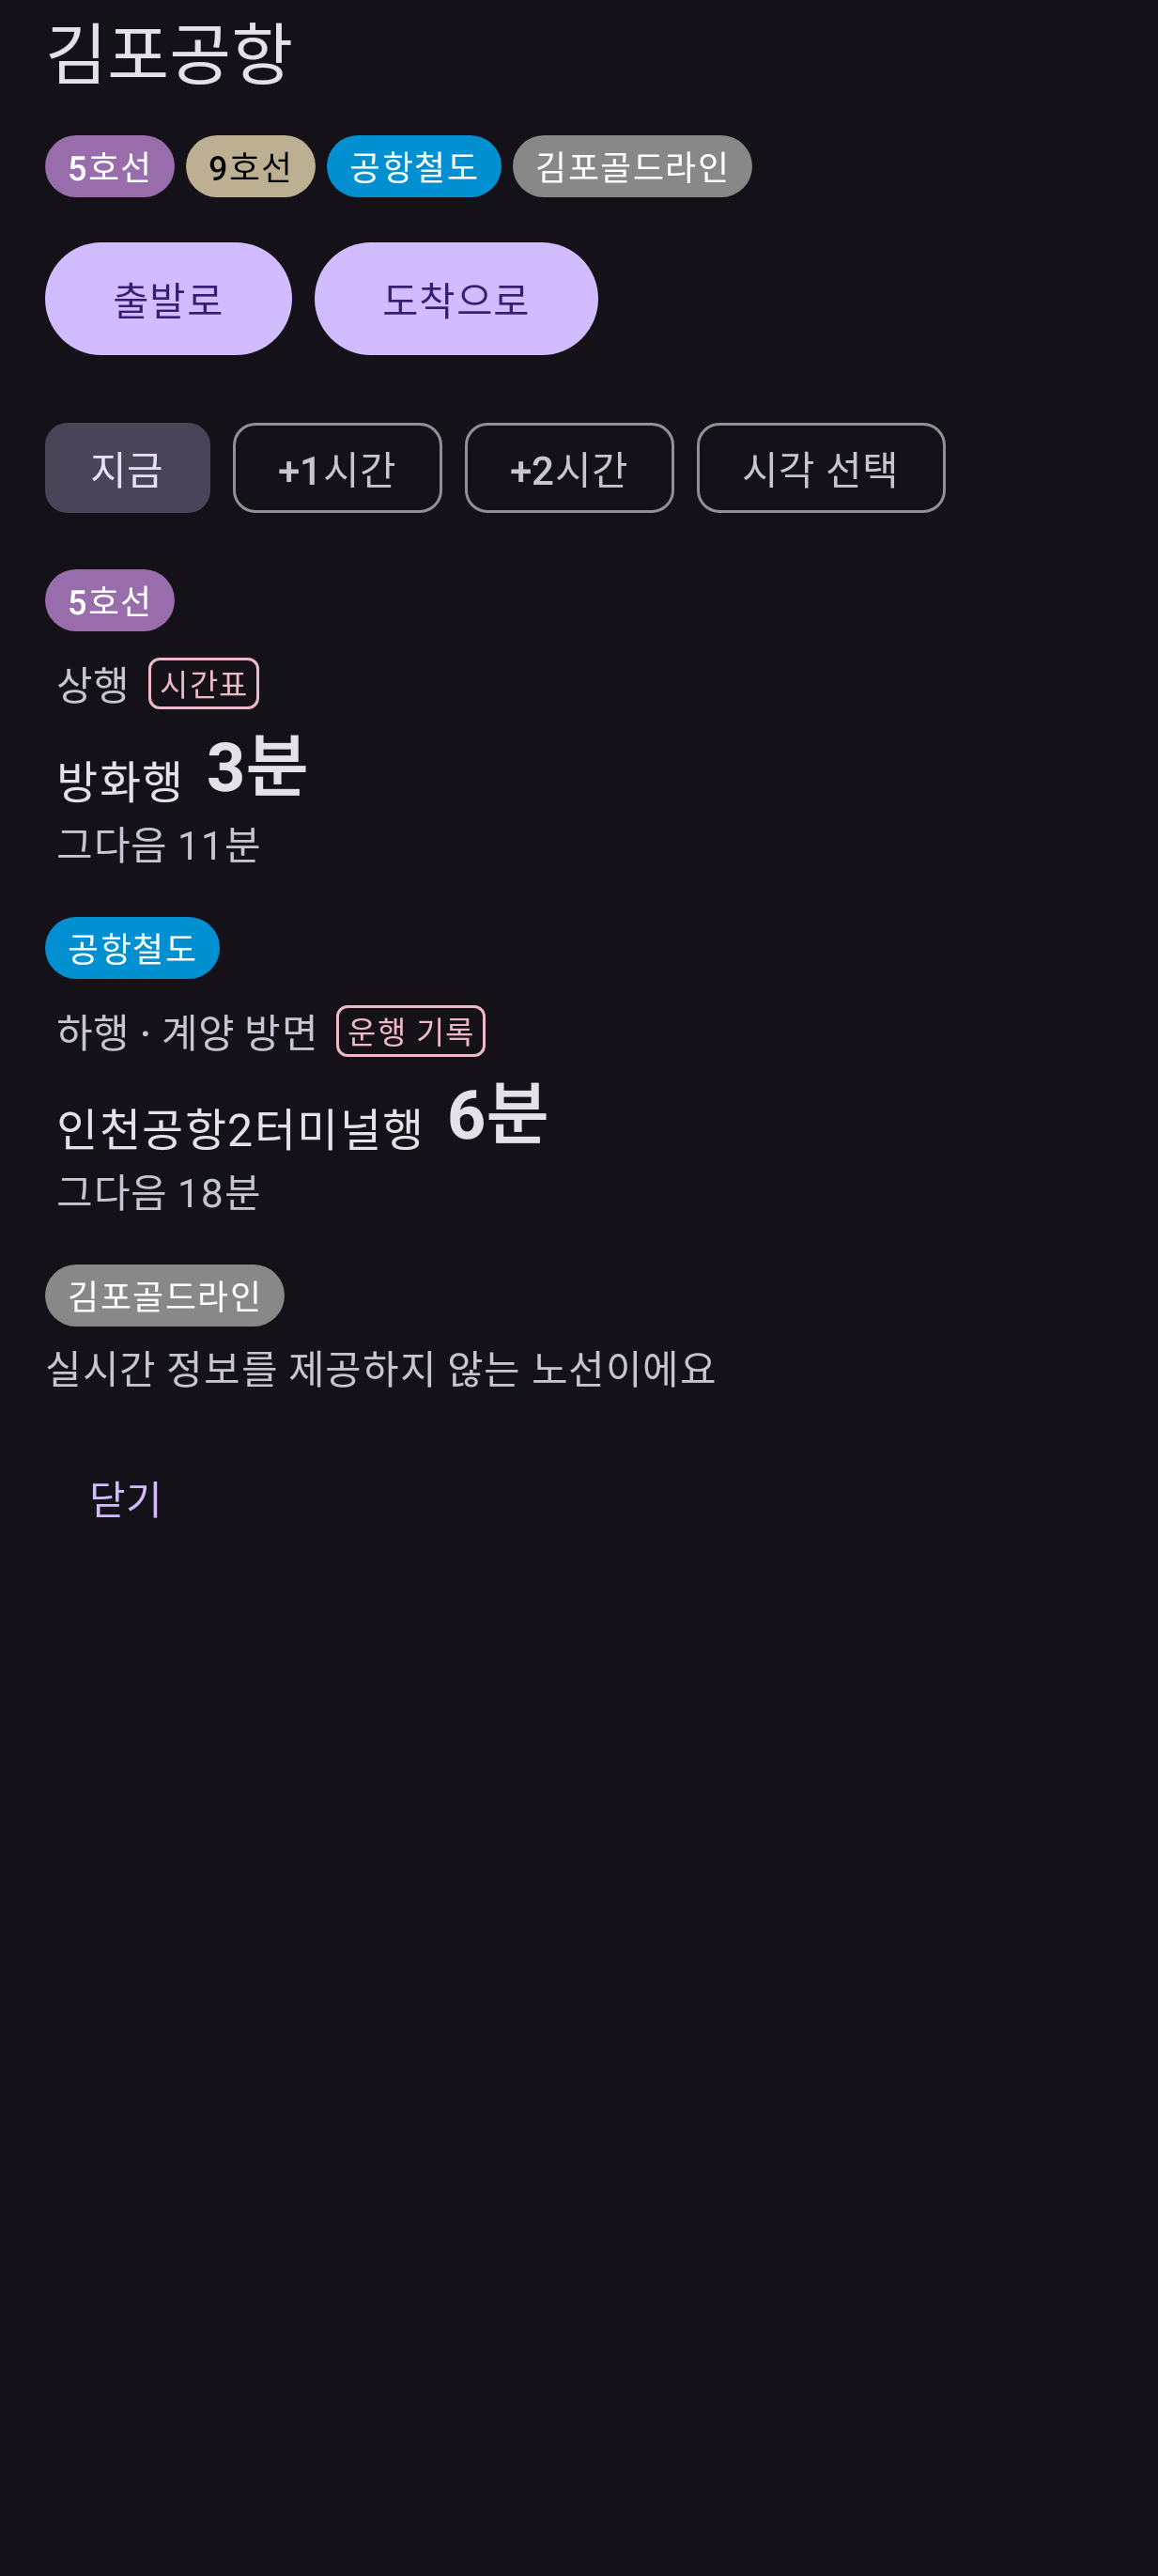 김포공항
5호선 9호선 공항철도 김포골드라인
출발로 도착으로
지금 +1시간 +2시간 시각 선택
5호선
상행 시간표
방화행 3분
그다음 11분
공항철도
하행 · 계양 방면 운행 기록
인천공항2터미널행 6분
그다음 18분
김포골드라인
실시간 정보를 제공하지 않는 노선이에요
닫기